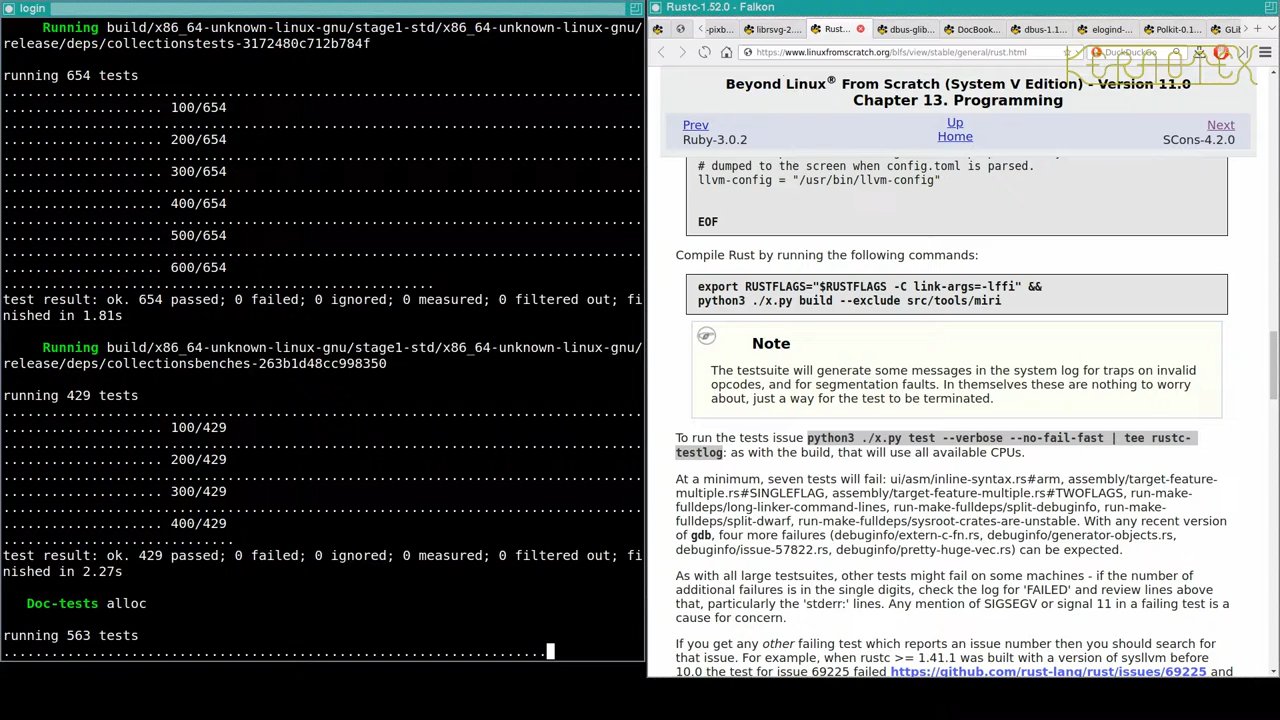 login
Running build/x86_64-unknown-linux-gnu/stage1-std/x86_64-unknown-linux-gnu/
release/deps/collectionstests-3172480c712b784f
running 654 tests
................................................................................
.................... 100/654
................................................................................
.................... 200/654
................................................................................
.................... 300/654
................................................................................
.................... 400/654
................................................................................
.................... 500/654
................................................................................
.................... 600/654
......................................................
test result: ok. 654 passed; 0 failed; 0 ignored; 0 measured; 0 filtered out; fi
nished in 1.81s
Running build/x86_64-unknown-linux-gnu/stage1-std/x86_64-unknown-linux-gnu/
release/deps/collectionsbenches-263b1d48cc998350
running 429 tests
................................................................................
.................... 100/429
................................................................................
.................... 200/429
................................................................................
.................... 300/429
................................................................................
.................... 400/429
.............................
test result: ok. 429 passed; 0 failed; 0 ignored; 0 measured; 0 filtered out; fi
nished in 2.27s
Doc-tests alloc
running 563 tests
....................................................................
Rustc-1.52.0 - Falkon
-pixb
librsvg-2.
Rust...
dbus-glib
DocBook
dbus-1.1
elogind-
Polkit-0.1
GLi
https://www.linuxfromscratch.org/blfs/view/stable/general/rust.html
DuckDuckGo
KERNOTEX
Beyond Linux® From Scratch (System V Edition) - Version 11.0
Chapter 13. Programming
Prev
Up
Next
Ruby-3.0.2
Home
SCons-4.2.0
# dumped to the screen when config.toml is parsed.
llvm-config = "/usr/bin/llvm-config"
EOF
Compile Rust by running the following commands:
export RUSTFLAGS="$RUSTFLAGS -C link-args=-lffi" &&
python3 ./x.py build --exclude src/tools/miri
Note
The testsuite will generate some messages in the system log for traps on invalid
opcodes, and for segmentation faults. In themselves these are nothing to worry
about, just a way for the test to be terminated.
To run the tests issue python3 ./x.py test --verbose --no-fail-fast | tee rustc-
testlog: as with the build, that will use all available CPUs.
At a minimum, seven tests will fail: ui/asm/inline-syntax.rs#arm, assembly/target-feature-
multiple.rs#SINGLEFLAG, assembly/target-feature-multiple.rs#TWOFLAGS, run-make-
fulldeps/long-linker-command-lines, run-make-fulldeps/split-debuginfo, run-make-
fulldeps/split-dwarf, run-make-fulldeps/sysroot-crates-are-unstable. With any recent version
of gdb, four more failures (debuginfo/extern-c-fn.rs, debuginfo/generator-objects.rs,
debuginfo/issue-57822.rs, debuginfo/pretty-huge-vec.rs) can be expected.
As with all large testsuites, other tests might fail on some machines - if the number of
additional failures is in the single digits, check the log for 'FAILED' and review lines above
that, particularly the 'stderr:' lines. Any mention of SIGSEGV or signal 11 in a failing test is a
cause for concern.
If you get any other failing test which reports an issue number then you should search for
that issue. For example, when rustc >= 1.41.1 was built with a version of sysllvm before
10.0 the test for issue 69225 failed https://github.com/rust-lang/rust/issues/69225 and